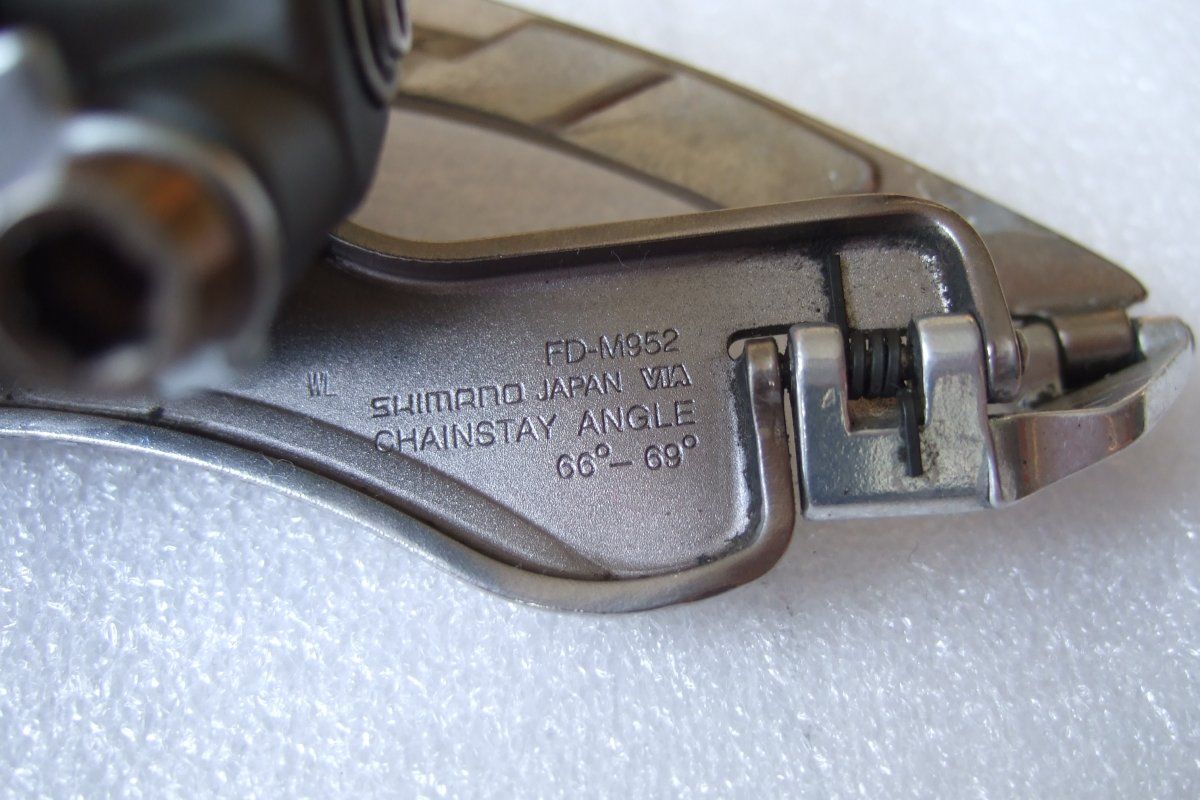 FD-M952
WL
SHIMANO JAPAN VIA
CHAINSTAY ANGLE
66°-69°